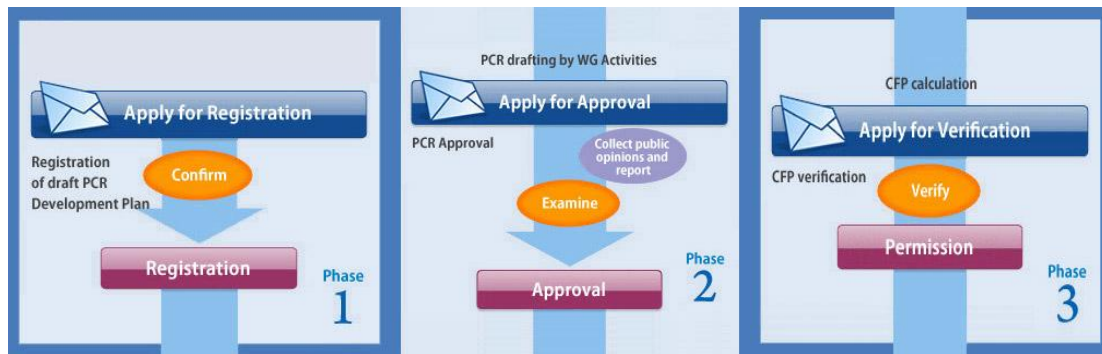 Apply for Registration
Registration
of draft PCR
Development Plan
Confirm
Registration
Phase
1
PCR drafting by WG Activities
Apply for Approval
PCR Approval
Collect public
opinions and
report
Examine
Approval
Phase
2
CFP calculation
Apply for Verification
CFP verification
Verify
Permission
Phase
3